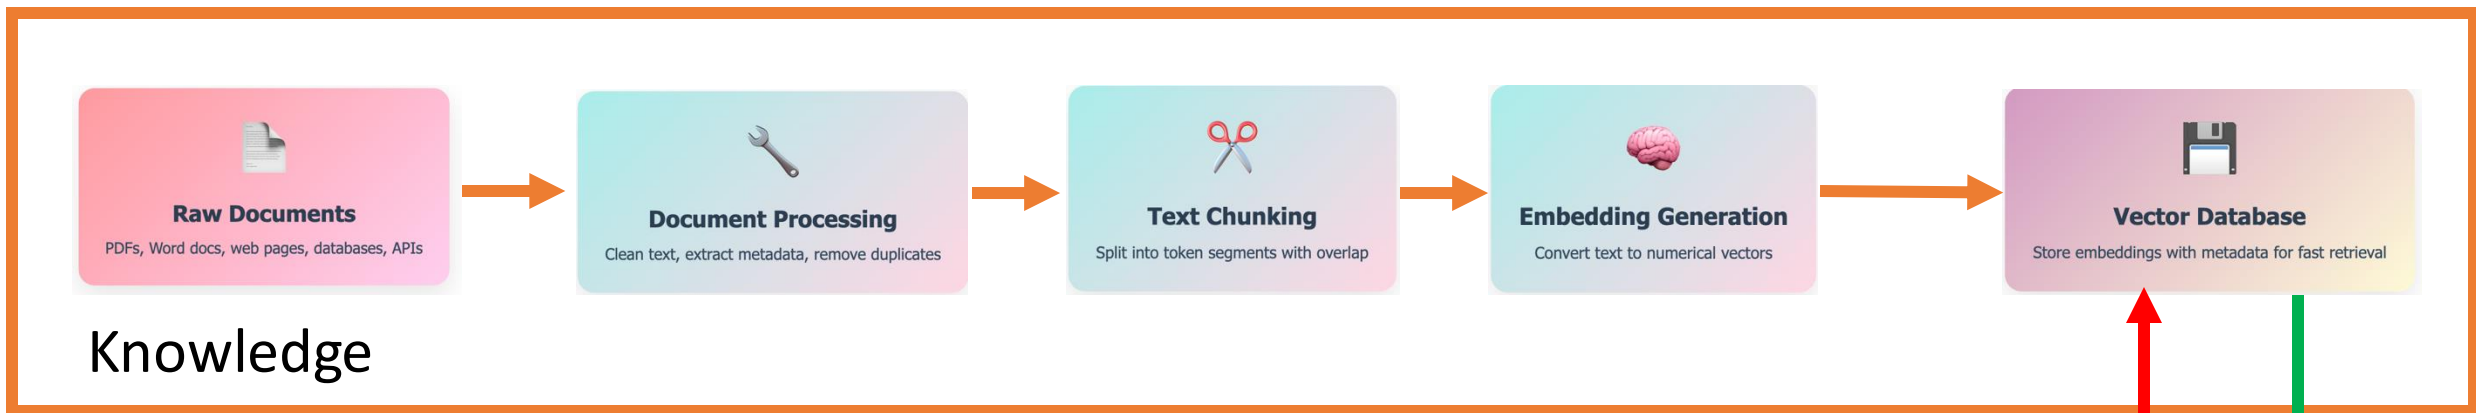 Raw Documents
PDFs, Word docs, web pages, databases, APIs
Document Processing
Clean text, extract metadata, remove duplicates
Text Chunking
Split into token segments with overlap
Embedding Generation
Convert text to numerical vectors
Vector Database
Store embeddings with metadata for fast retrieval
Knowledge